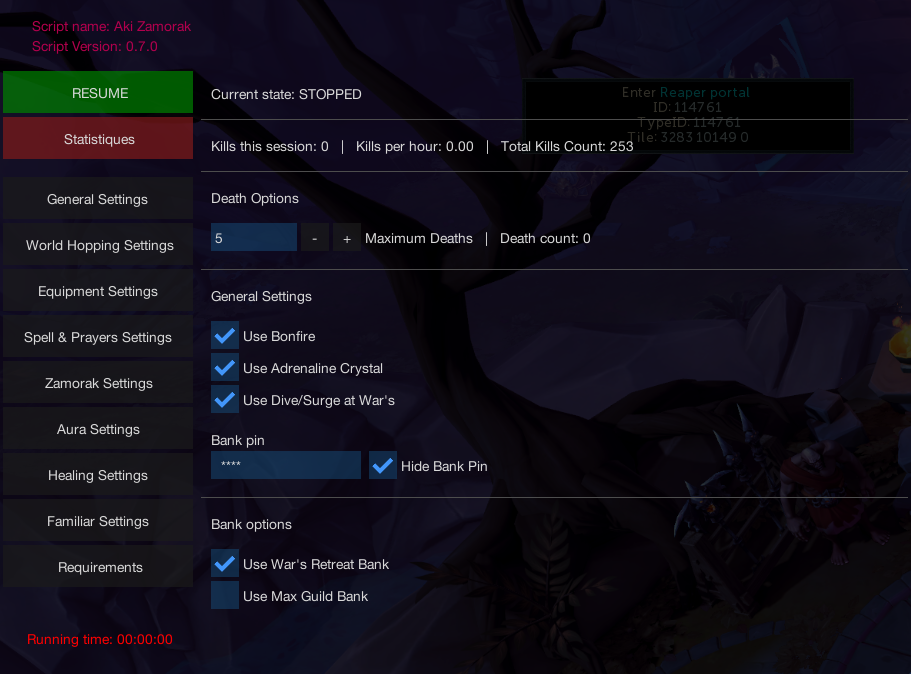 Script name: Aki Zamorak
Script Version: 0.7.0
RESUME
Statistiques
General Settings
World Hopping Settings
Equipment Settings
Spell & Prayers Settings
Zamorak Settings
Aura Settings
Healing Settings
Familiar Settings
Requirements
Running time: 00:00:00
Current state: STOPPED
Enter Reaper portal
ID: 114761
TypeID: 114761
Tile: 3283 10149 0
Kills this session: 0 | Kills per hour: 0.00 | Total Kills Count: 253
Death Options
5 - + Maximum Deaths | Death count: 0
General Settings
Use Bonfire
Use Adrenaline Crystal
Use Dive/Surge at War's
Bank pin
**** Hide Bank Pin
Bank options
Use War's Retreat Bank
Use Max Guild Bank